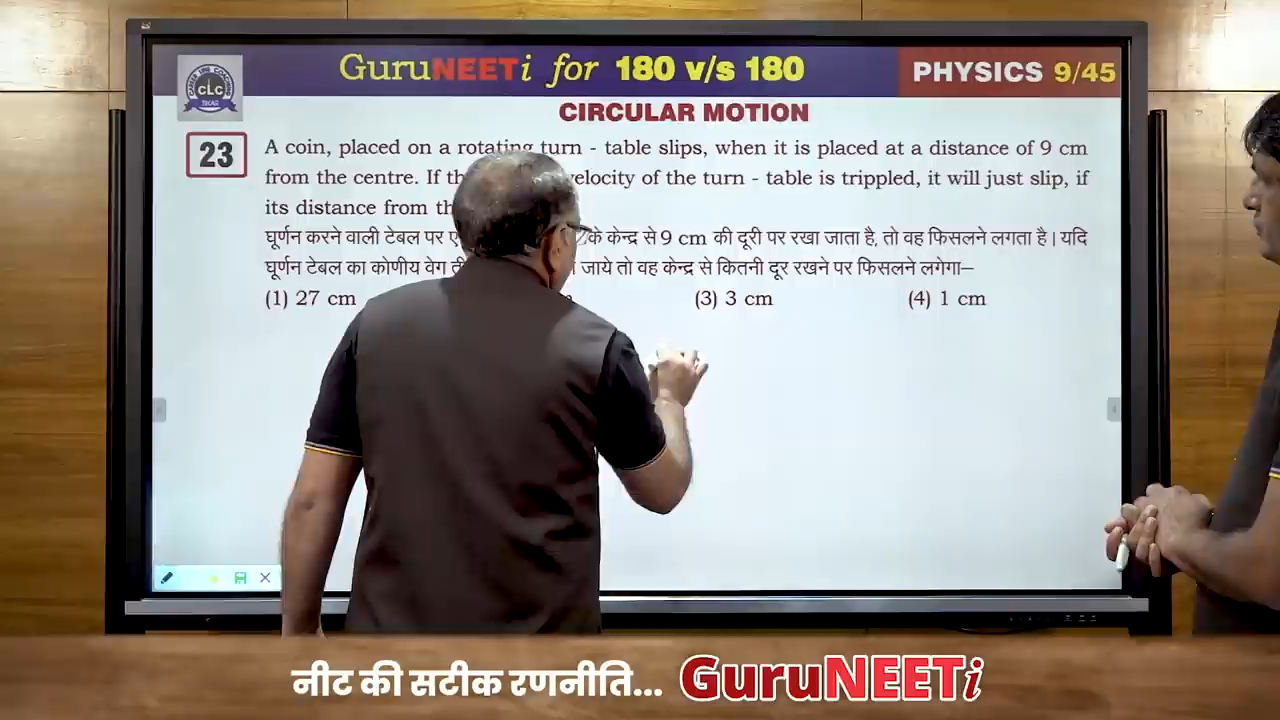 GuruNEETi for 180 v/s 180
PHYSICS 9/45
CAREER LINE COACHING
CLC
SIKAR
CIRCULAR MOTION
23
A coin, placed on a rotating turn - table slips, when it is placed at a distance of 9 cm
from the centre. If velocity of the turn - table is trippled, it will just slip, if
its distance from
घूर्णन करने वाली टेबल पर के केन्द्र से 9 cm की दूरी पर रखा जाता है, तो वह फिसलने लगता है। यदि
घूर्णन टेबल का कोणीय वेग जाये तो वह केन्द्र से कितनी दूर रखने पर फिसलने लगेगा–
(1) 27 cm (3) 3 cm (4) 1 cm
नीट की सटीक रणनीति... GuruNEETi